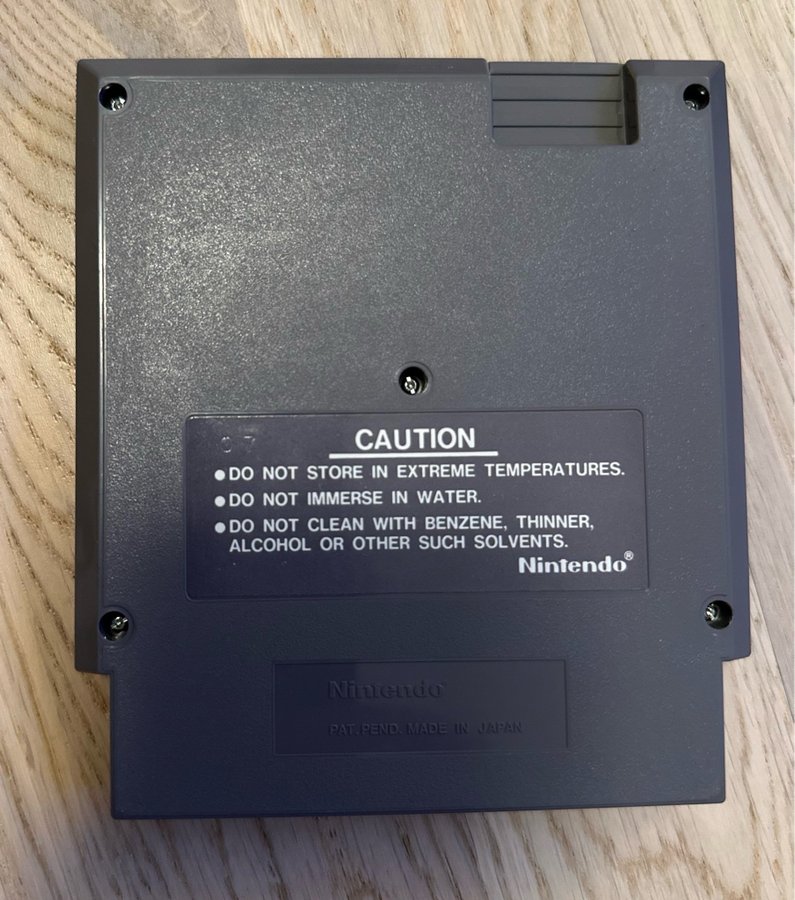 07
CAUTION
●DO NOT STORE IN EXTREME TEMPERATURES.
●DO NOT IMMERSE IN WATER.
●DO NOT CLEAN WITH BENZENE, THINNER,
ALCOHOL OR OTHER SUCH SOLVENTS.
Nintendo®
Nintendo
PAT. PEND. MADE IN JAPAN